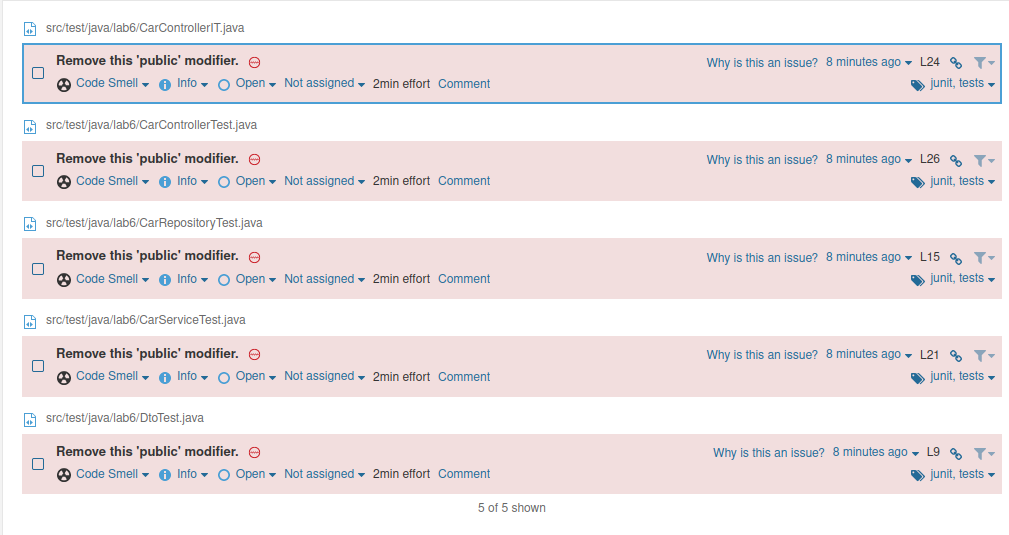 src/test/java/lab6/CarControllerIT.java
Remove this 'public' modifier. Why is this an issue? 8 minutes ago L24
Code Smell Info Open Not assigned 2min effort Comment junit, tests
src/test/java/lab6/CarControllerTest.java
Remove this 'public' modifier. Why is this an issue? 8 minutes ago L26
Code Smell Info Open Not assigned 2min effort Comment junit, tests
src/test/java/lab6/CarRepositoryTest.java
Remove this 'public' modifier. Why is this an issue? 8 minutes ago L15
Code Smell Info Open Not assigned 2min effort Comment junit, tests
src/test/java/lab6/CarServiceTest.java
Remove this 'public' modifier. Why is this an issue? 8 minutes ago L21
Code Smell Info Open Not assigned 2min effort Comment junit, tests
src/test/java/lab6/DtoTest.java
Remove this 'public' modifier. Why is this an issue? 8 minutes ago L9
Code Smell Info Open Not assigned 2min effort Comment junit, tests
5 of 5 shown